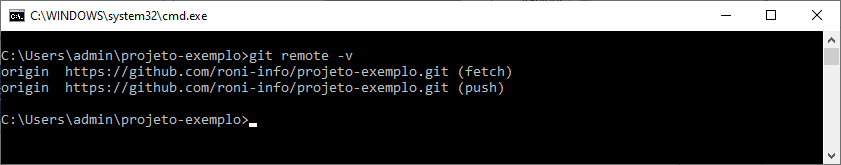 C:\WINDOWS\system32\cmd.exe
C:\Users\admin\projeto-exemplo>git remote -v
origin  https://github.com/roni-info/projeto-exemplo.git (fetch)
origin  https://github.com/roni-info/projeto-exemplo.git (push)
C:\Users\admin\projeto-exemplo>